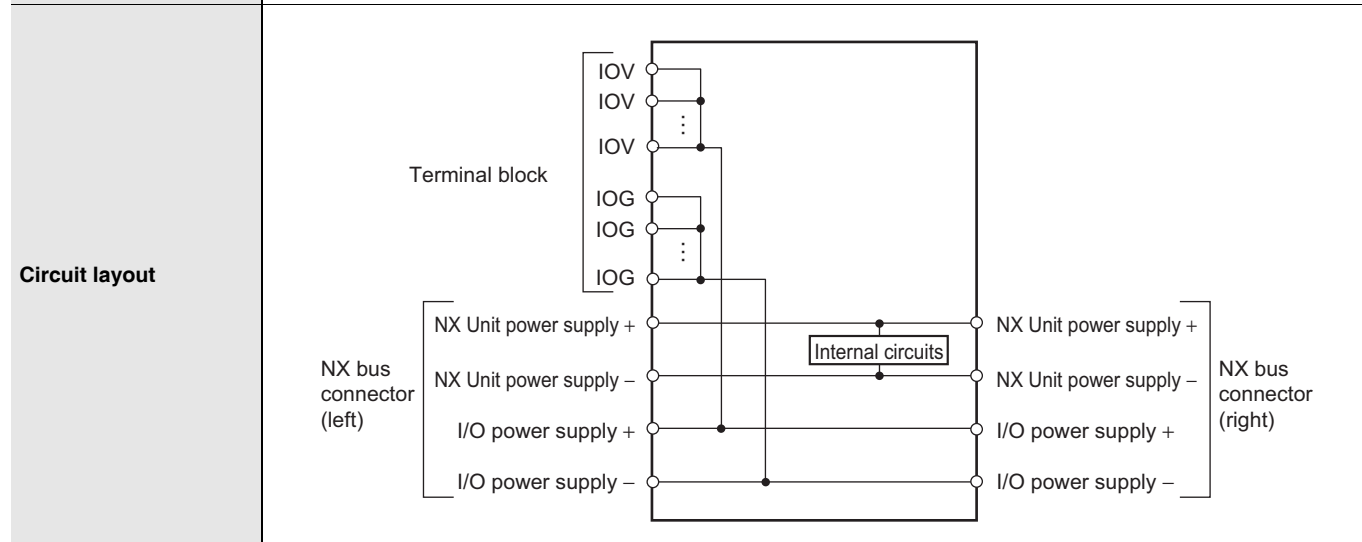 Circuit layout
Terminal block
IOV
IOV
⋮
IOV
IOG
IOG
⋮
IOG
NX bus
connector
(left)
NX Unit power supply +
NX Unit power supply –
I/O power supply +
I/O power supply –
Internal circuits
NX Unit power supply +
NX Unit power supply –
I/O power supply +
I/O power supply –
NX bus
connector
(right)